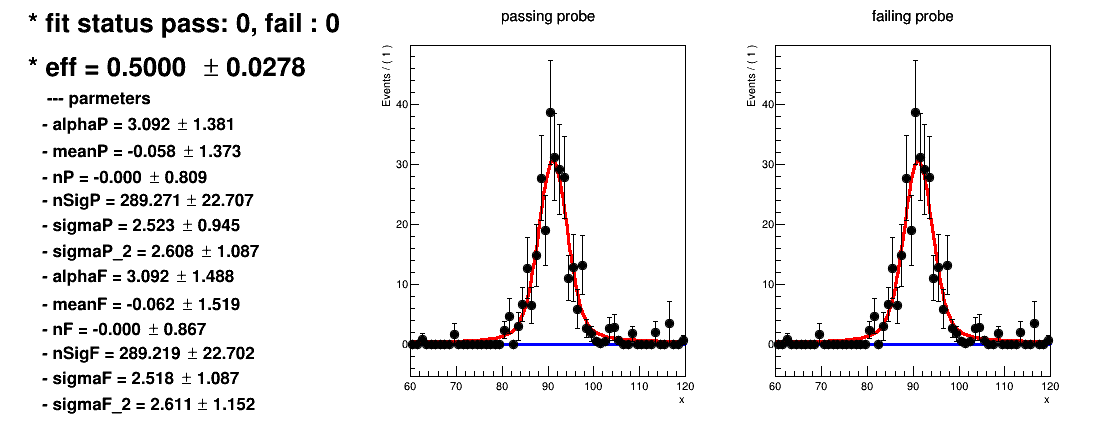 * fit status pass: 0, fail : 0
* eff = 0.5000 ± 0.0278
--- parmeters
- alphaP = 3.092 ± 1.381
- meanP = -0.058 ± 1.373
- nP = -0.000 ± 0.809
- nSigP = 289.271 ± 22.707
- sigmaP = 2.523 ± 0.945
- sigmaP_2 = 2.608 ± 1.087
- alphaF = 3.092 ± 1.488
- meanF = -0.062 ± 1.519
- nF = -0.000 ± 0.867
- nSigF = 289.219 ± 22.702
- sigmaF = 2.518 ± 1.087
- sigmaF_2 = 2.611 ± 1.152
passing probe
Events / ( 1 )
40
30
20
10
0
60 70 80 90 100 110 120
x
failing probe
Events / ( 1 )
40
30
20
10
0
60 70 80 90 100 110 120
x